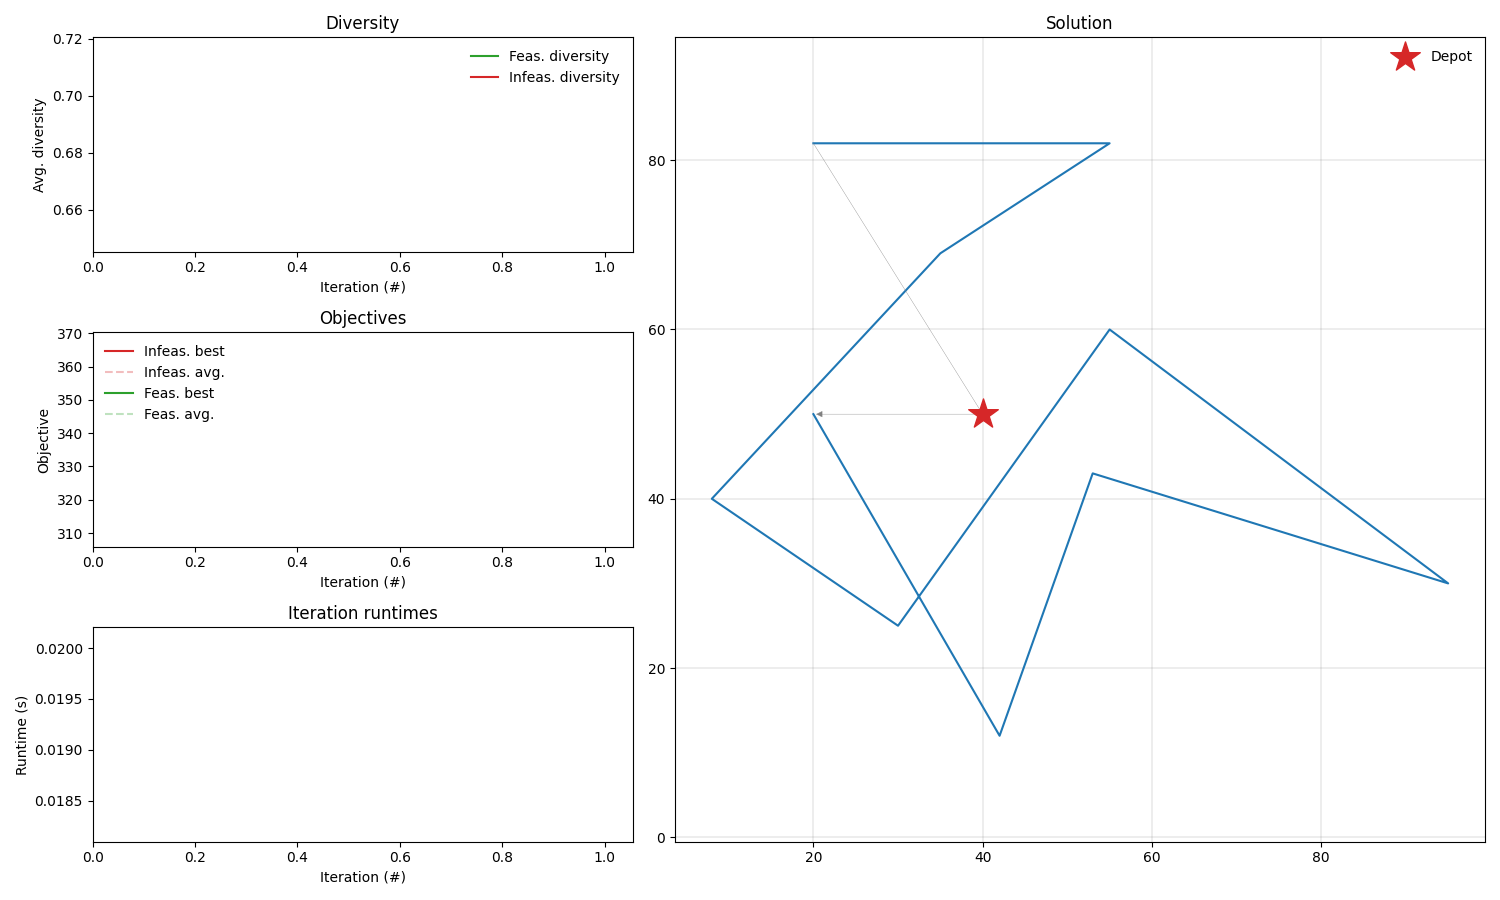 Diversity
Avg. diversity
0.72
0.70
0.68
0.66
Feas. diversity
Infeas. diversity
0.0 0.2 0.4 0.6 0.8 1.0
Iteration (#)
Objectives
Objective
370
360
350
340
330
320
310
Infeas. best
Infeas. avg.
Feas. best
Feas. avg.
0.0 0.2 0.4 0.6 0.8 1.0
Iteration (#)
Iteration runtimes
Runtime (s)
0.0200
0.0195
0.0190
0.0185
0.0 0.2 0.4 0.6 0.8 1.0
Iteration (#)
Solution
Depot
80
60
40
20
0
20 40 60 80